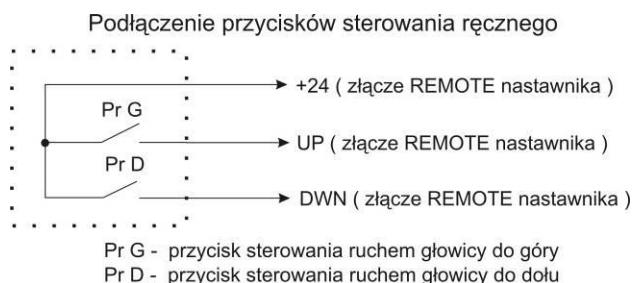 Podłączenie przycisków sterowania ręcznego
+24 ( złącze REMOTE nastawnika )
Pr G
UP ( złącze REMOTE nastawnika )
Pr D
DWN ( złącze REMOTE nastawnika )
Pr G - przycisk sterowania ruchem głowicy do góry
Pr D - przycisk sterowania ruchem głowicy do dołu